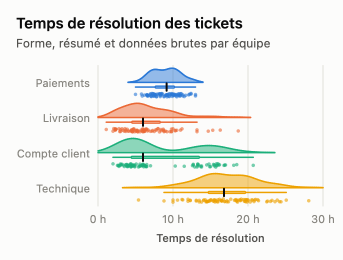 Temps de résolution des tickets
Forme, résumé et données brutes par équipe
Paiements
Livraison
Compte client
Technique
0 h
10 h
20 h
30 h
Temps de résolution